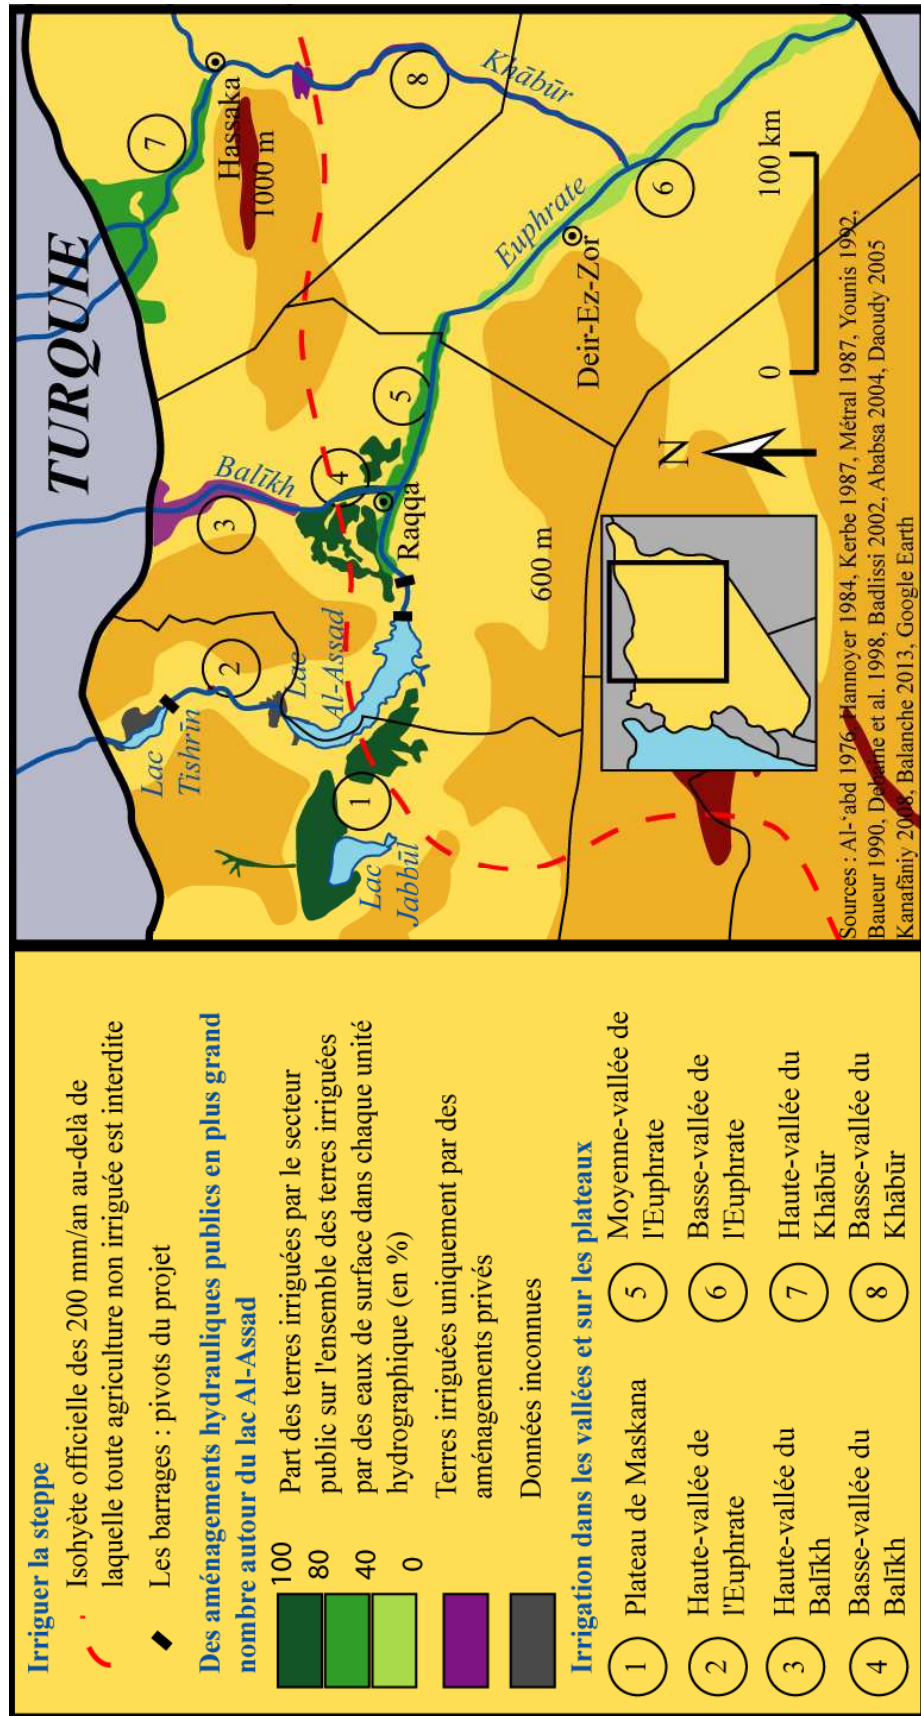 Irriguer la steppe
Isohyète officielle des 200 mm/an au-delà de
laquelle toute agriculture non irriguée est interdite
Les barrages : pivots du projet
Des aménagements hydrauliques publics en plus grand
nombre autour du lac Al-Assad
100
80
40
0
Part des terres irriguées par le secteur
public sur l'ensemble des terres irriguées
par des eaux de surface dans chaque unité
hydrographique (en %)
Terres irriguées uniquement par des
aménagements privés
Données inconnues
Irrigation dans les vallées et sur les plateaux
1 Plateau de Maskana
2 Haute-vallée de
l'Euphrate
3 Haute-vallée du
Balīkh
4 Basse-vallée du
Balīkh
5 Moyenne-vallée de
l'Euphrate
6 Basse-vallée de
l'Euphrate
7 Haute-vallée du
Khābūr
8 Basse-vallée du
Khābūr
TURQUIE
Lac
Tishrīn
2
Lac
Al-Assad
1
Lac
Jabbūl
3
Balīkh
4
Raqqa
5
7
Hassaka
1000 m
8
Khābūr
Euphrate
6
Deir-Ez-Zor
600 m
N
0
100 km
Sources : Al-‘abd 1976, Hannoyer 1984, Kerbe 1987, Métral 1987, Younis 1992,
Baueur 1990, Debaine et al. 1998, Badlissi 2002, Ababsa 2004, Daoudy 2005
Kanafāniy 2008, Balanche 2013, Google Earth